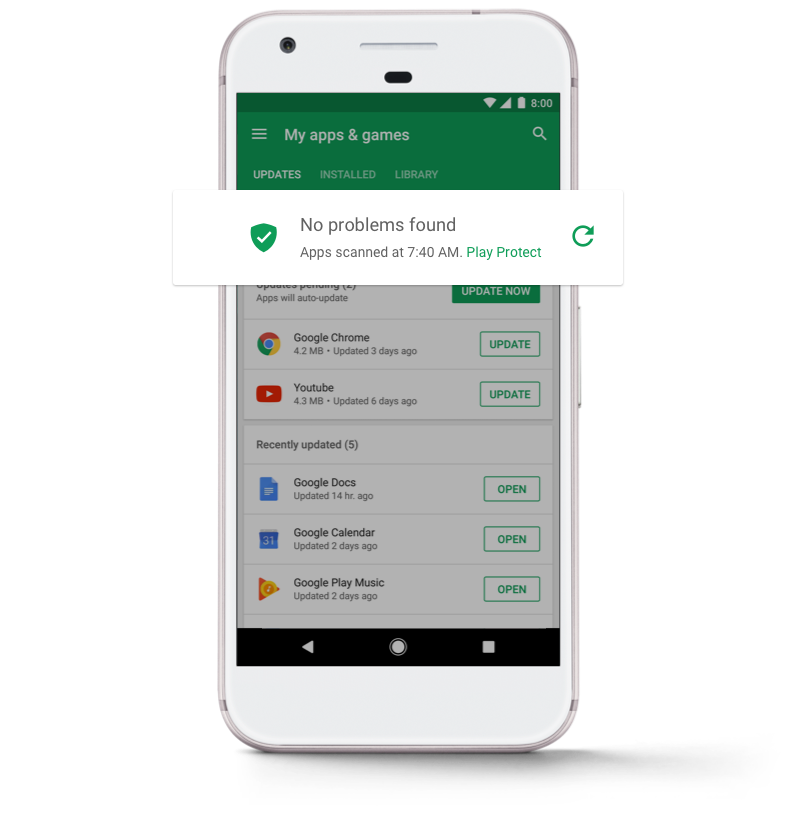 8:00
My apps & games
UPDATES INSTALLED LIBRARY
No problems found
Apps scanned at 7:40 AM. Play Protect
Updates pending (2)
UPDATE NOW
Apps will auto-update
Google Chrome
4.2 MB • Updated 3 days ago
UPDATE
Youtube
4.3 MB • Updated 6 days ago
UPDATE
Recently updated (5)
Google Docs
Updated 14 hr. ago
OPEN
31
Google Calendar
Updated 2 days ago
OPEN
Google Play Music
Updated 2 days ago
OPEN